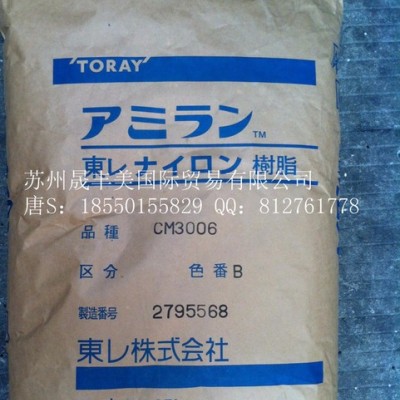 TORAY
アミラン™
東レナイロン樹脂
苏州晟丰美国际贸易有限公司
唐S：18550155829 QQ：812761778
品種 CM3006
区分 色番B
製造番号 2795568
東レ株式会社